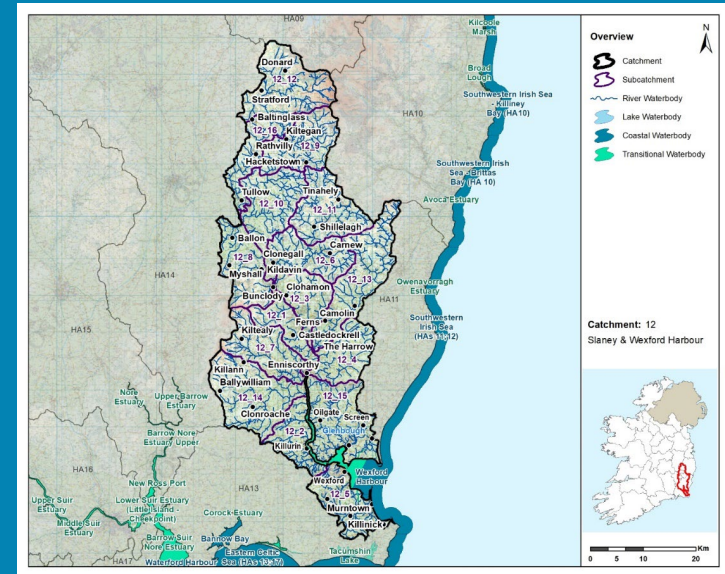 HA09
Kilcoole
Marsh
Donard
12_12
Broad
Lough
Stratford
Southwestern Irish Sea
- Killiney
Bay (HA10)
Baltinglass
12_16
Kiltegan
HA10
Rathvilly
12_9
Hacketstown
Southwestern Irish
Sea - Brittas
Bay (HA 10)
Tullow
Tinahely
12_10
12_11
Avoca Estuary
Shillelagh
Ballon
Carnew
Clonegall
12_6
12_8
Kildavin
HA14
Myshall
12_13
Clohamon
Owenavorragh
Estuary
Bunclody
12_3
HA11
12_1
Camolin
Southwestern
Irish Sea
(HAs 11;12)
Ferns
HA15
Kiltealy
Castledockrell
12_7
The Harrow
12_4
Killann
Enniscorthy
Ballywilliam
Nore
Estuary
Upper Barrow
Estuary
12_14
12_15
Oilgate
Screen
Clonroche
Barrow Nore
Estuary Upper
12_2
Killurin
HA16
Wexford
Wexford
Harbour
New Ross Port
HA13
12_5
Upper Suir
Estuary
Lower Suir Estuary
(Little Island -
Cheekpoint)
Murntown
Middle Suir
Estuary
Corock Estuary
Killinick
Barrow Suir
Nore Estuary
Bannow Bay
Tacumshin
Lake
HA17
Waterford Harbour
Eastern Celtic
Sea (HAs 13;17)
Overview
N
Catchment
Subcatchment
River Waterbody
Lake Waterbody
Coastal Waterbody
Transitional Waterbody
Catchment: 12
Slaney & Wexford Harbour
Km
0 5 10 20